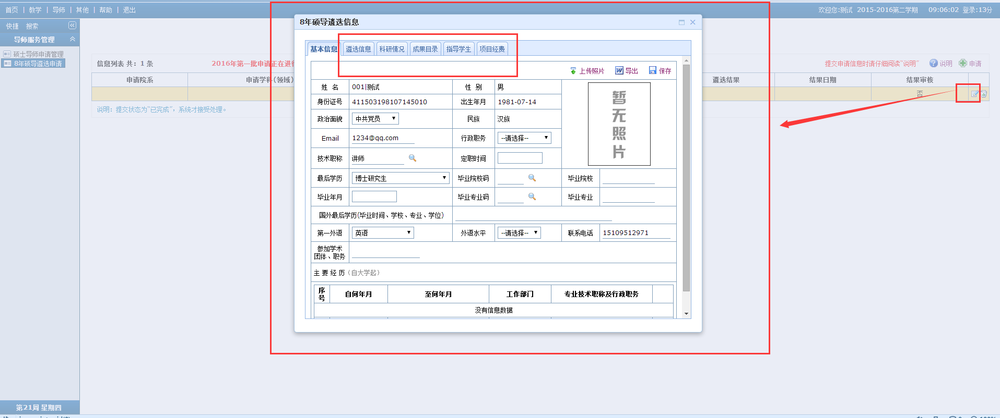 首页 | 教学 | 导师 | 其他 | 帮助 | 退出
欢迎您:测试 2015-2016第二学期 09:06:02 登录:13分
快捷 搜索
导师服务管理
硕士导师申请管理
8年硕导遴选申请
第21周 星期四
信息列表 共：1 条
2016年第一批申请正在进行
提交申请信息时请仔细阅读“说明”
说明
申请
申请院系
申请学科(领域)
遴选结果
结果日期
结果审核
否
说明：提交状态为“已完成”，系统才接受处理。
8年硕导遴选信息
基本信息 遴选信息 科研情况 成果目录 指导学生 项目经费
上传照片 导出 保存
姓 名 001|测试 性 别 男
身份证号 411503198107145010 出生年月 1981-07-14
政治面貌 中共党员 民族 汉族
Email 1234@qq.com 行政职务 --请选择--
技术职称 讲师 定职时间
暂
无
照
片
最后学历 博士研究生 毕业院校码 毕业院校
毕业年月 毕业专业码 毕业专业
国外最后学历(毕业时间、学校、专业、学位)
第一外语 英语 外语水平 --请选择-- 联系电话 15109512971
参加学术
团体、职务
主 要 经 历（自大学起）
序
号 自何年月 至何年月 工作部门 专业技术职称及行政职务
没有信息数据